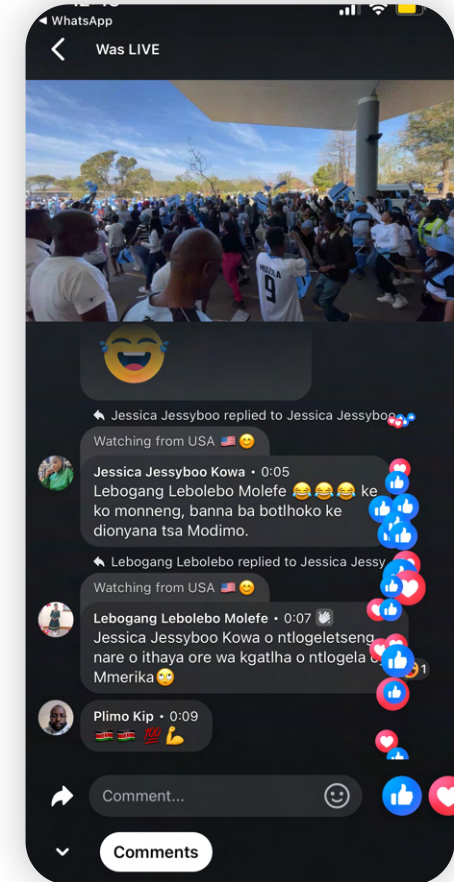 WhatsApp
Was LIVE
9
Jessica Jessyboo replied to Jessica Jessyboo
Watching from USA 🇺🇸😊
Jessica Jessyboo Kowa • 0:05
Lebogang Lebolebo Molefe 😂😂😂 ke
ko monneng, banna ba botlhoko ke
dionyana tsa Modimo.
Lebogang Lebolebo replied to Jessica Jessy
Watching from USA 🇺🇸😊
Lebogang Lebolebo Molefe • 0:07
Jessica Jessyboo Kowa o ntlogeletseng
nare o ithaya ore wa kgatlha o ntlogela
Mmerika🙄
1
Plimo Kip • 0:09
🇰🇪🇰🇪 💯💪
Comment...
Comments